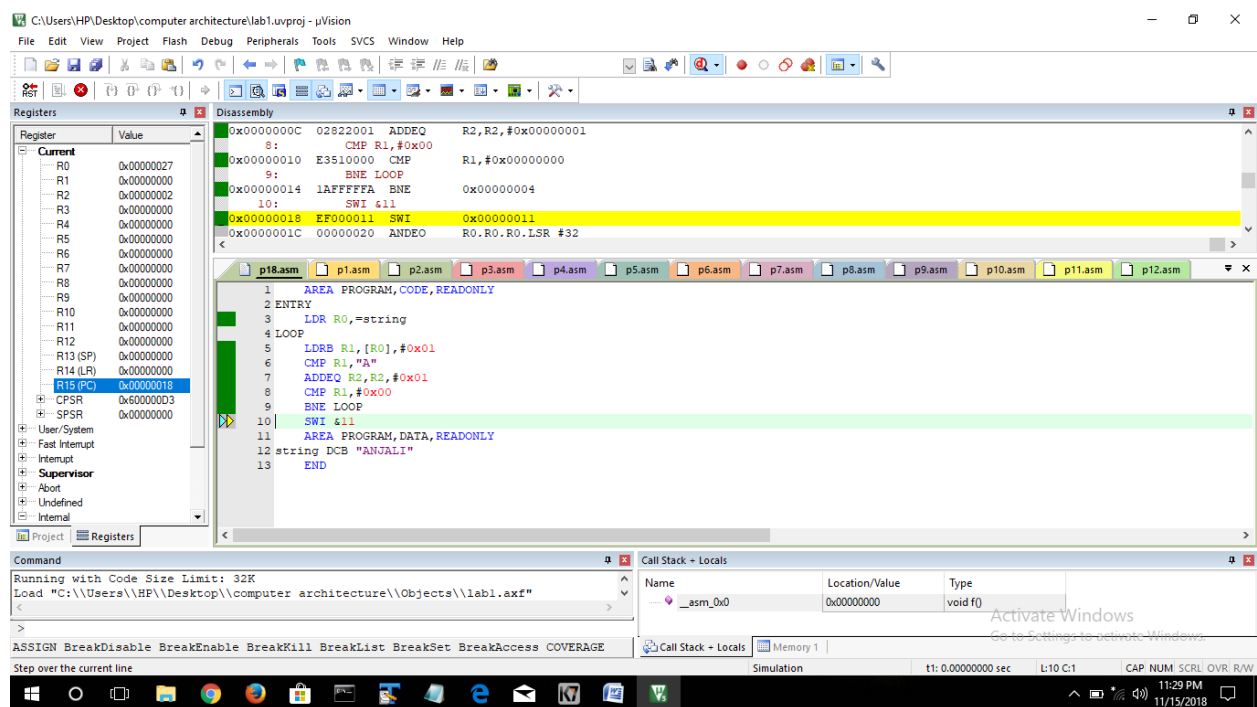 C:\Users\HP\Desktop\computer architecture\lab1.uvproj - µVision
File Edit View Project Flash Debug Peripherals Tools SVCS Window Help
RST
Registers
Register Value
Current
R0 0x00000027
R1 0x00000000
R2 0x00000002
R3 0x00000000
R4 0x00000000
R5 0x00000000
R6 0x00000000
R7 0x00000000
R8 0x00000000
R9 0x00000000
R10 0x00000000
R11 0x00000000
R12 0x00000000
R13 (SP) 0x00000000
R14 (LR) 0x00000000
R15 (PC) 0x00000018
CPSR 0x600000D3
SPSR 0x00000000
User/System
Fast Interrupt
Interrupt
Supervisor
Abort
Undefined
Internal
Project Registers
Disassembly
0x0000000C 02822001 ADDEQ R2,R2,#0x00000001
8: CMP R1,#0x00
0x00000010 E3510000 CMP R1,#0x00000000
9: BNE LOOP
0x00000014 1AFFFFFA BNE 0x00000004
10: SWI &11
0x00000018 EF000011 SWI 0x00000011
0x0000001C 00000020 ANDEQ R0,R0,R0,LSR #32
p18.asm p1.asm p2.asm p3.asm p4.asm p5.asm p6.asm p7.asm p8.asm p9.asm p10.asm p11.asm p12.asm
1 AREA PROGRAM,CODE,READONLY
2 ENTRY
3 LDR R0,=string
4 LOOP
5 LDRB R1,[R0],#0x01
6 CMP R1,"A"
7 ADDEQ R2,R2,#0x01
8 CMP R1,#0x00
9 BNE LOOP
10 SWI &11
11 AREA PROGRAM,DATA,READONLY
12 string DCB "ANJALI"
13 END
Command
Running with Code Size Limit: 32K
Load "C:\\Users\\HP\\Desktop\\computer architecture\\Objects\\lab1.axf"
>
ASSIGN BreakDisable BreakEnable BreakKill BreakList BreakSet BreakAccess COVERAGE
Call Stack + Locals
Name Location/Value Type
__asm_0x0 0x00000000 void f()
Activate Windows
Go to Settings to activate Windows.
Call Stack + Locals Memory 1
Step over the current line Simulation t1: 0.00000000 sec L:10 C:1 CAP NUM SCRL OVR R/W
11:29 PM
11/15/2018